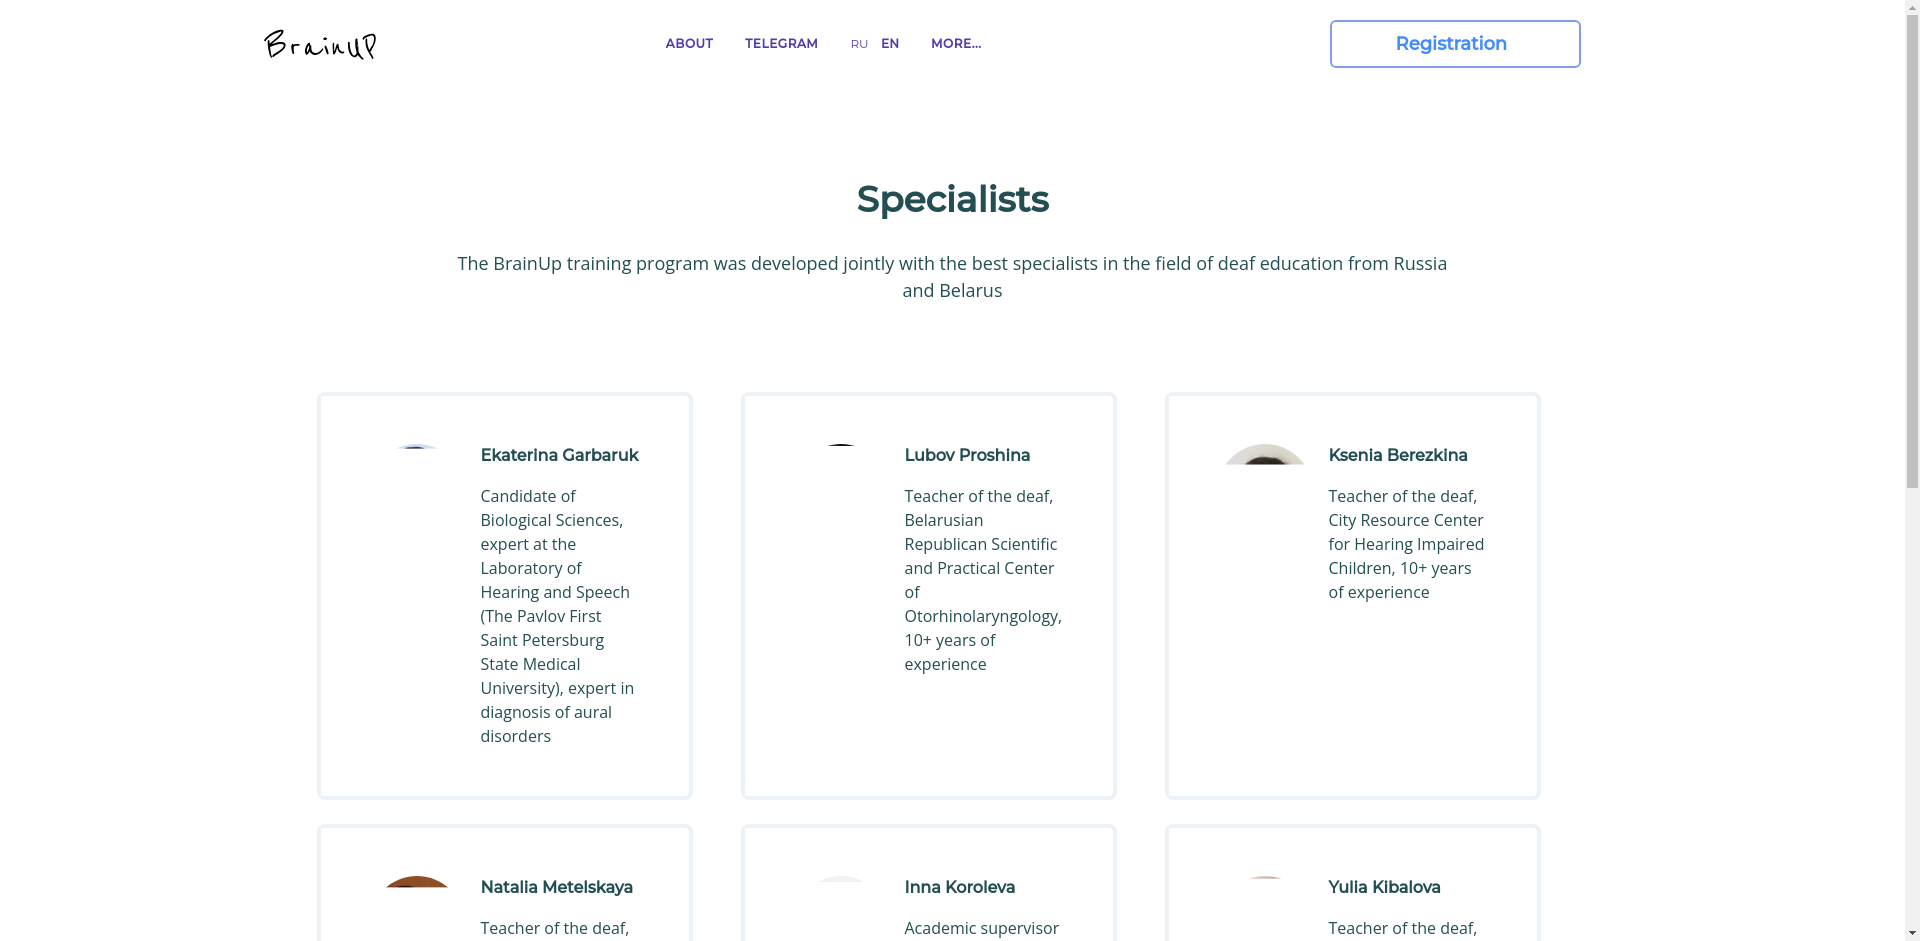 BrainUP
ABOUT
TELEGRAM
RU
EN
MORE...
Registration
Specialists
The BrainUp training program was developed jointly with the best specialists in the field of deaf education from Russia
and Belarus
Ekaterina Garbaruk
Candidate of
Biological Sciences,
expert at the
Laboratory of
Hearing and Speech
(The Pavlov First
Saint Petersburg
State Medical
University), expert in
diagnosis of aural
disorders
Lubov Proshina
Teacher of the deaf,
Belarusian
Republican Scientific
and Practical Center
of
Otorhinolaryngology,
10+ years of
experience
Ksenia Berezkina
Teacher of the deaf,
City Resource Center
for Hearing Impaired
Children, 10+ years
of experience
Natalia Metelskaya
Teacher of the deaf,
Inna Koroleva
Academic supervisor
Yulia Kibalova
Teacher of the deaf,